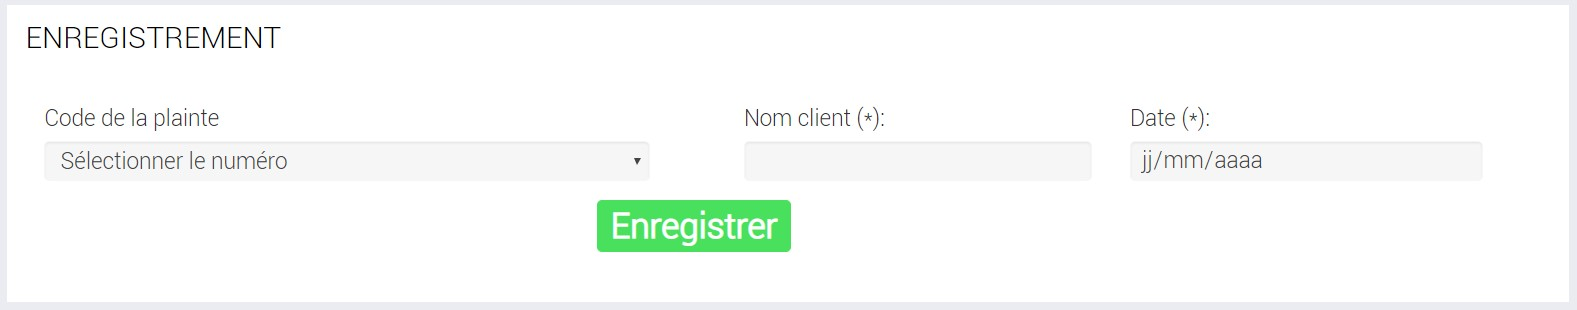 ENREGISTREMENT
Code de la plainte
Nom client (*):
Date (*):
Sélectionner le numéro
jj/mm/aaaa
Enregistrer